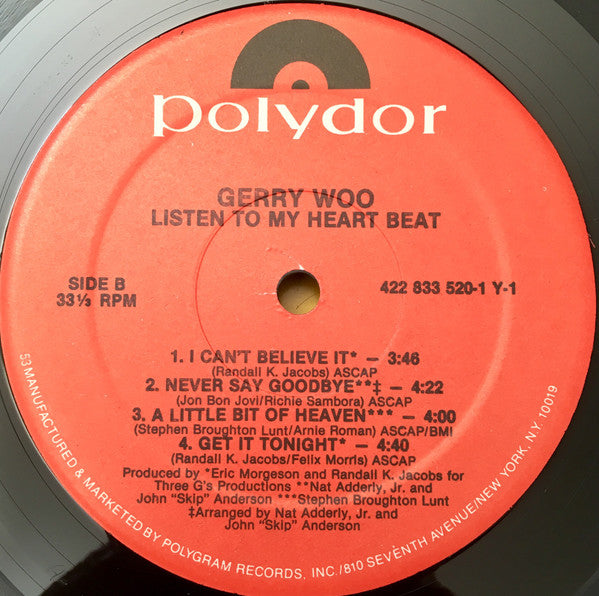 polydor
GERRY WOO
LISTEN TO MY HEART BEAT
SIDE B
33⅓ RPM
422 833 520-1 Y-1
1. I CAN'T BELIEVE IT* — 3:46
(Randall K. Jacobs) ASCAP
2. NEVER SAY GOODBYE**‡ — 4:22
(Jon Bon Jovi/Richie Sambora) ASCAP
3. A LITTLE BIT OF HEAVEN*** — 4:00
(Stephen Broughton Lunt/Arnie Roman) ASCAP/BMI
4. GET IT TONIGHT* — 4:40
(Randall K. Jacobs/Felix Morris) ASCAP
Produced by *Eric Morgeson and Randall K. Jacobs for
Three G's Productions **Nat Adderly, Jr. and
John "Skip" Anderson ***Stephen Broughton Lunt
‡Arranged by Nat Adderly, Jr. and
John "Skip" Anderson
53 MANUFACTURED & MARKETED BY POLYGRAM RECORDS, INC./810 SEVENTH AVENUE/NEW YORK, N.Y. 10019